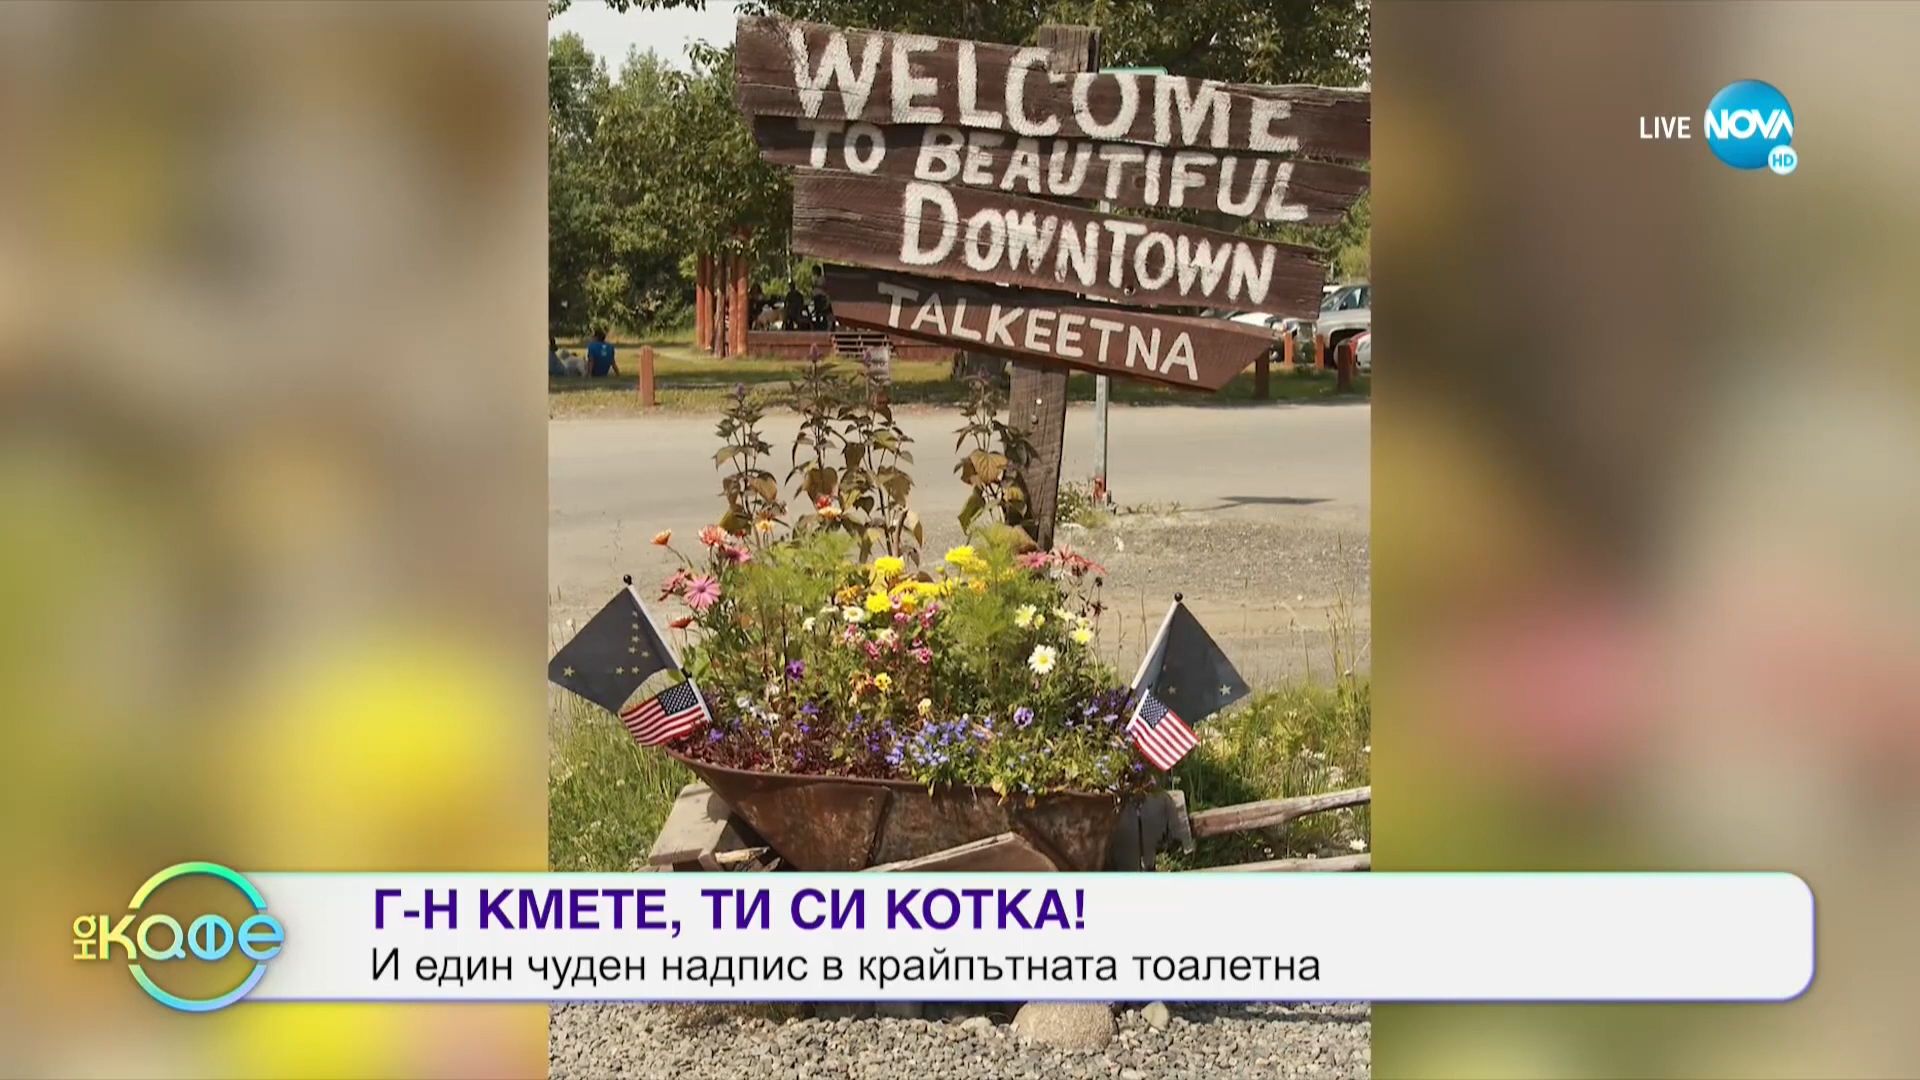 WELCOME
TO BEAUTIFUL
DOWNTOWN
TALKEETNA
LIVE NOVA
HD
на кафе
Г-Н КМЕТЕ, ТИ СИ КОТКА!
И един чуден надпис в крайпътната тоалетна